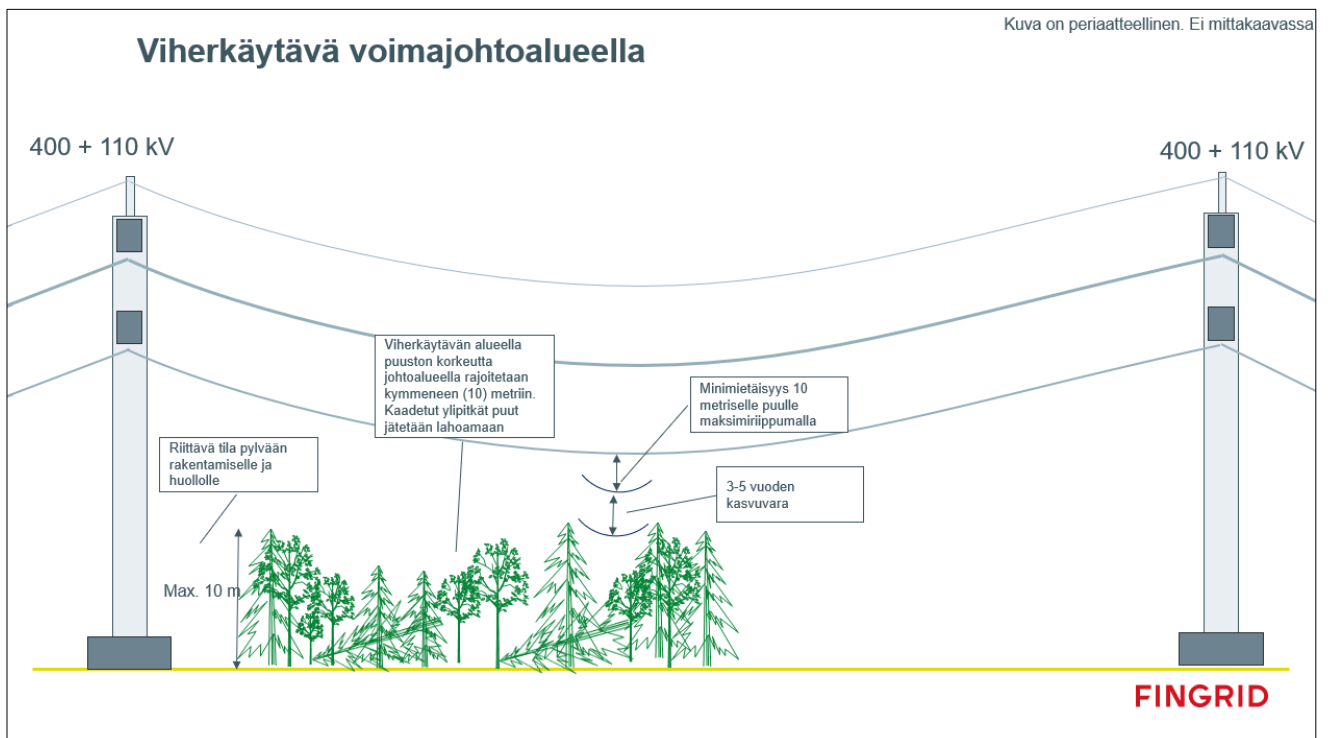 Kuva on periaatteellinen. Ei mittakaavassa
Viherkäytävä voimajohtoalueella
400 + 110 kV
400 + 110 kV
Viherkäytävän alueella
puuston korkeutta
johtoalueella rajoitetaan
kymmeneen (10) metriin.
Kaadetut ylipitkät puut
jätetään lahoamaan
Minimietäisyys 10
metriselle puulle
maksimiriippumalla
Riittävä tila pylvään
rakentamiselle ja
huollolle
3-5 vuoden
kasvuvara
Max. 10 m
FINGRID